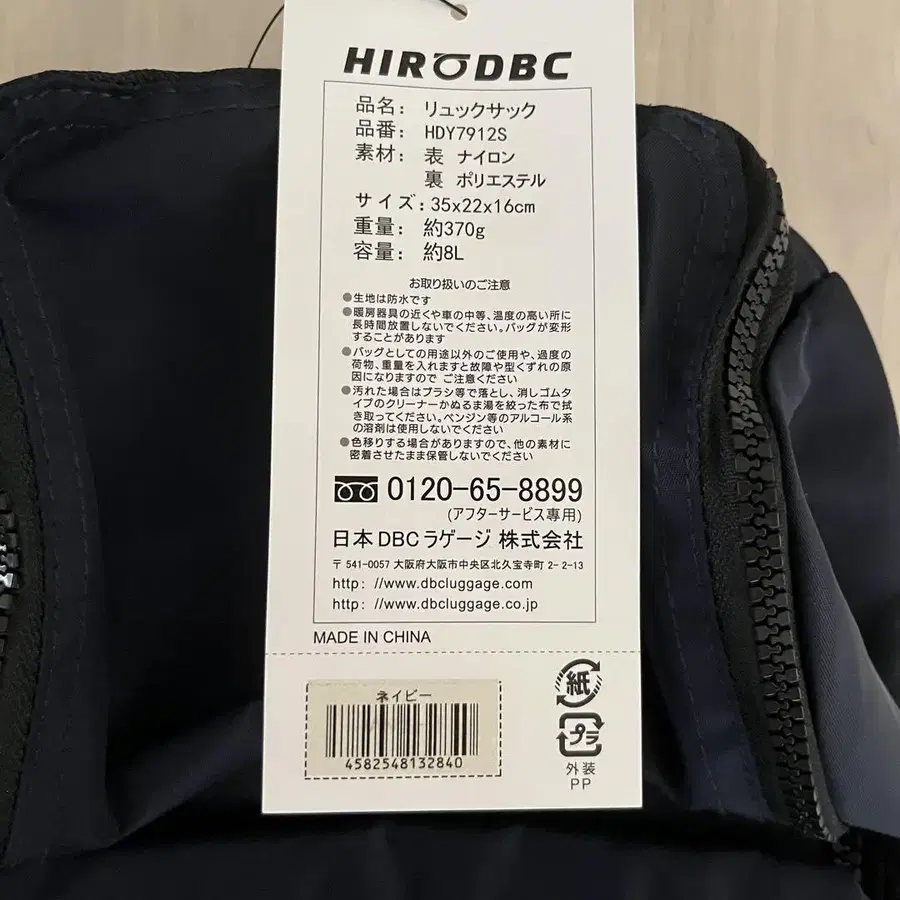 HIRODBC
品名: リュックサック
品番: HDY7912S
素材: 表 ナイロン
裏 ポリエステル
サイズ: 35x22x16cm
重量: 約370g
容量: 約8L
お取り扱いのご注意
●生地は防水です
●暖房器具の近くや車の中等、温度の高い所に
長時間放置しないでください。バッグが変形
することがあります
●バッグとしての用途以外のご使用や、過度の
荷物、重量を入れますと故障や型くずれの原
因になりますので ご注意ください
●汚れた場合はブラシ等で落とし、消しゴムタ
イプのクリーナーかぬるま湯を絞った布で拭
き取ってください。ベンジン等のアルコール系
の溶剤は使用しないでください
●色移りする場合がありますので、他の素材に
密着させたまま保管しないでください
0120-65-8899
(アフターサービス専用)
日本DBCラゲージ 株式会社
〒 541-0057 大阪府大阪市中央区北久宝寺町 2-2-13
http: //www.dbcluggage.com
http: //www.dbcluggage.co.jp
MADE IN CHINA
ネイビー
4582548132840
紙
プラ
外装
PP